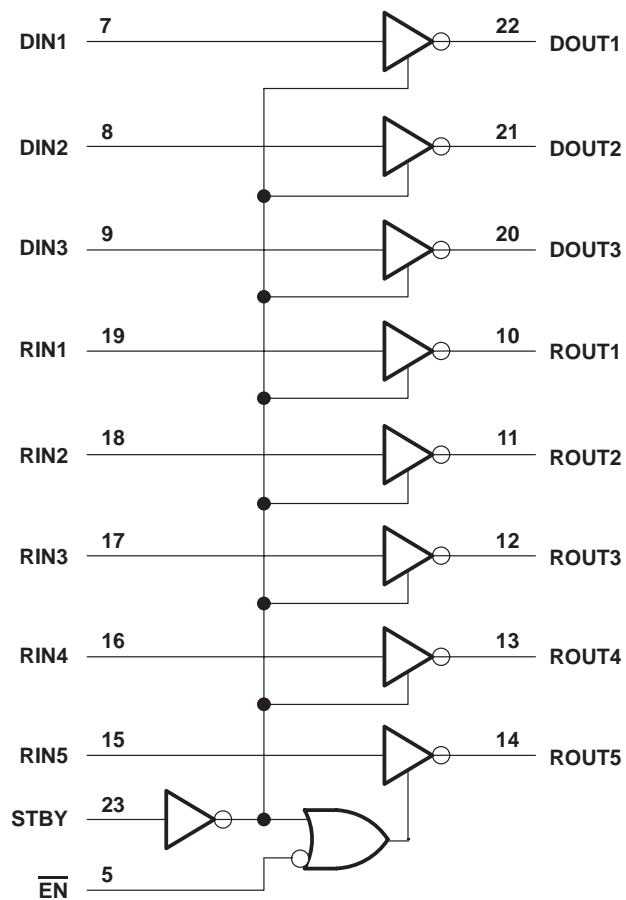 DIN1 7 22 DOUT1
DIN2 8 21 DOUT2
DIN3 9 20 DOUT3
RIN1 19 10 ROUT1
RIN2 18 11 ROUT2
RIN3 17 12 ROUT3
RIN4 16 13 ROUT4
RIN5 15 14 ROUT5
STBY 23
E̅N̅ 5